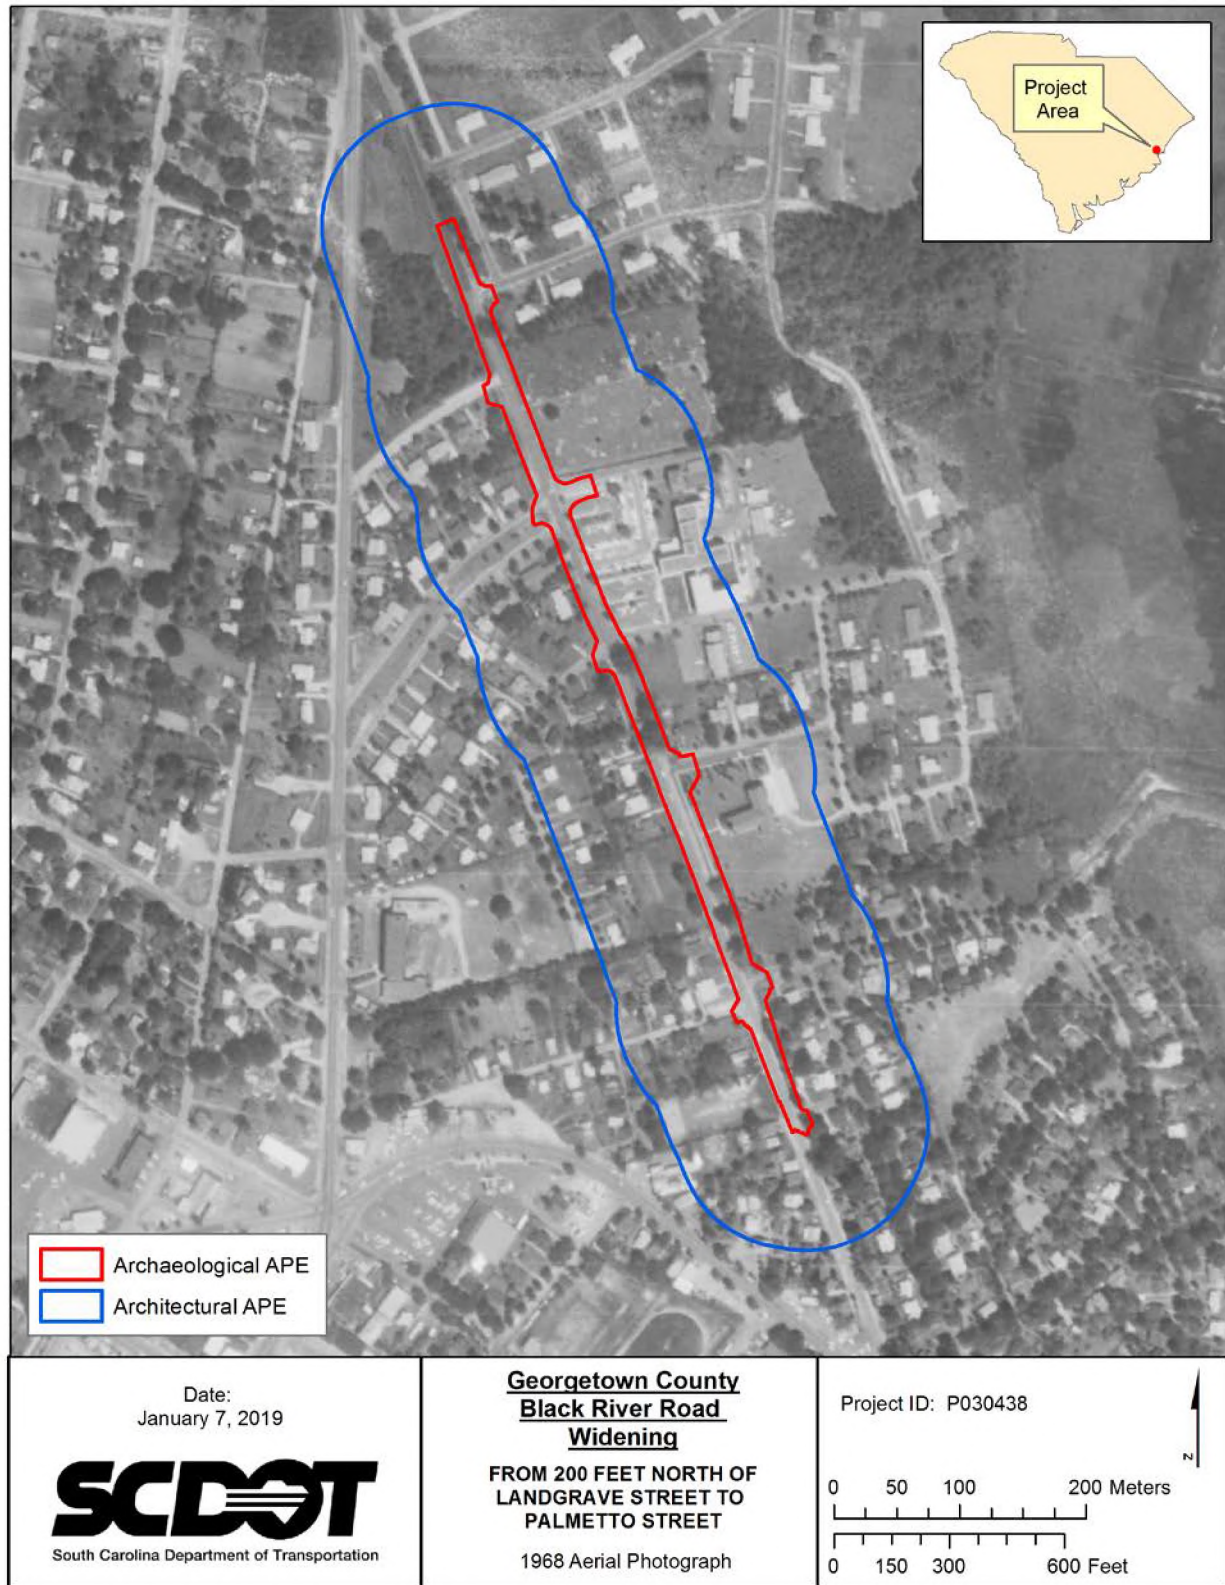 Project
Area
Archaeological APE
Architectural APE
Date:
January 7, 2019
SCDOT
South Carolina Department of Transportation
Georgetown County
Black River Road
Widening
FROM 200 FEET NORTH OF
LANDGRAVE STREET TO
PALMETTO STREET
1968 Aerial Photograph
Project ID: P030438
N
0 50 100 200 Meters
0 150 300 600 Feet